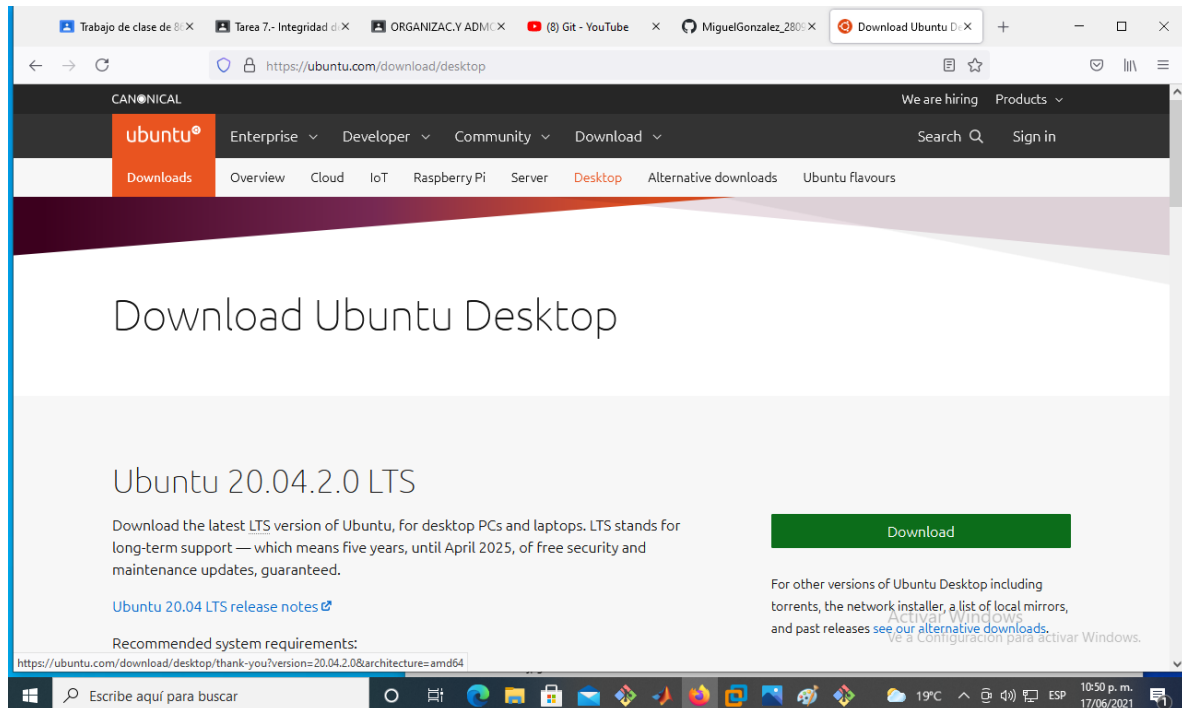 Trabajo de clase de 8
Tarea 7.- Integridad d
ORGANIZAC.Y ADM
(8) Git - YouTube
MiguelGonzalez_2809
Download Ubuntu De
https://ubuntu.com/download/desktop
CANONICAL
We are hiring Products
ubuntu
Enterprise Developer Community Download Search Sign in
Downloads Overview Cloud IoT Raspberry Pi Server Desktop Alternative downloads Ubuntu flavours
Download Ubuntu Desktop
Ubuntu 20.04.2.0 LTS
Download the latest LTS version of Ubuntu, for desktop PCs and laptops. LTS stands for
long-term support — which means five years, until April 2025, of free security and
maintenance updates, guaranteed.
Ubuntu 20.04 LTS release notes
Recommended system requirements:
Download
For other versions of Ubuntu Desktop including
torrents, the network installer, a list of local mirrors,
and past releases see our alternative downloads.
Activar Windows
Ve a Configuración para activar Windows.
https://ubuntu.com/download/desktop/thank-you?version=20.04.2.0&architecture=amd64
Escribe aquí para buscar
19°C
ESP
10:50 p. m.
17/06/2021
1